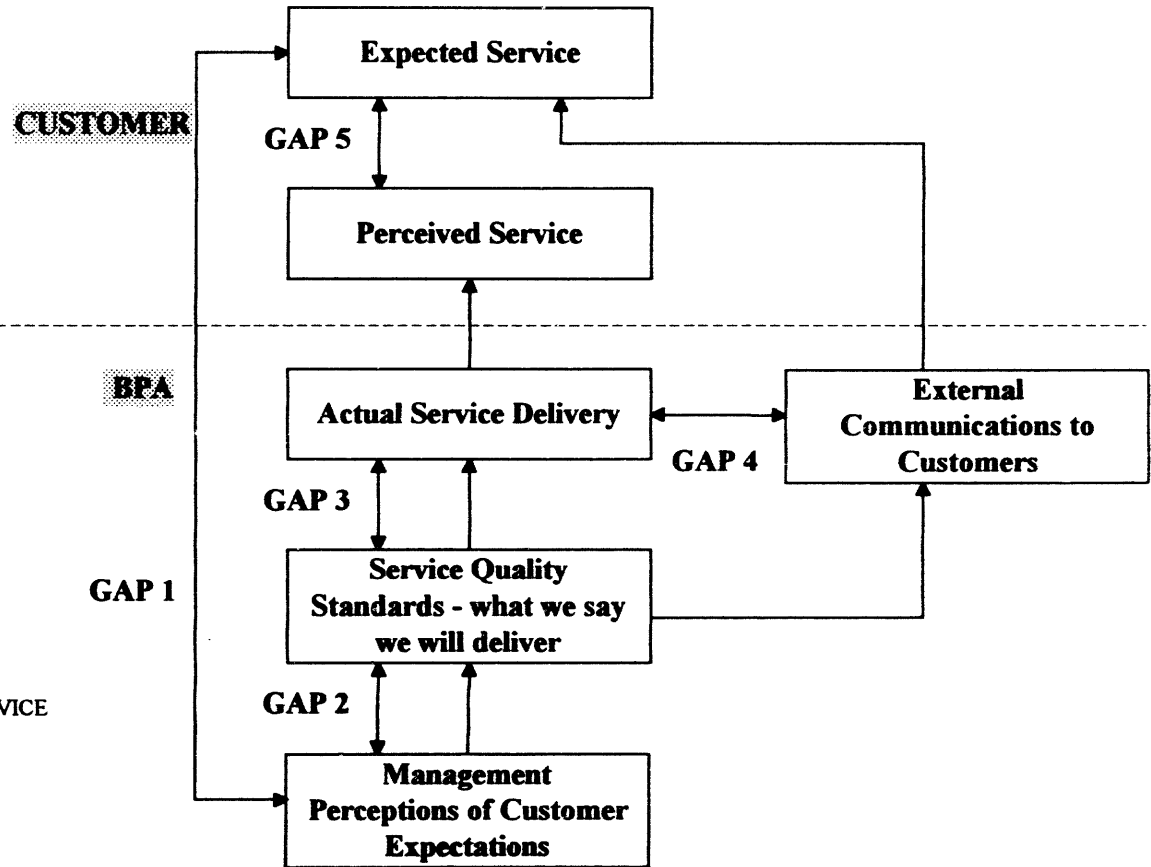 Expected Service
CUSTOMER
GAP 5
Perceived Service
BPA
Actual Service Delivery
External
Communications to
Customers
GAP 4
GAP 3
GAP 1
Service Quality
Standards - what we say
we will deliver
GAP 2
VICE
Management
Perceptions of Customer
Expectations